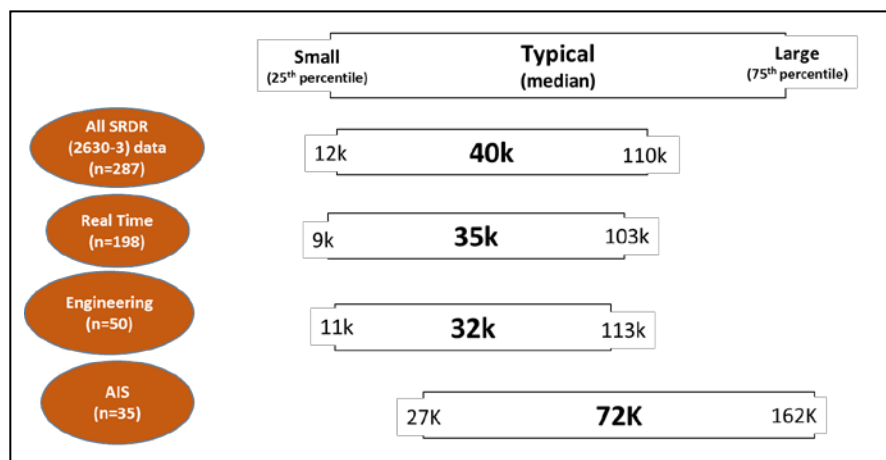 Small
(25th percentile)
Typical
(median)
Large
(75th percentile)
All SRDR
(2630-3) data
(n=287)
12k
40k
110k
Real Time
(n=198)
9k
35k
103k
Engineering
(n=50)
11k
32k
113k
AIS
(n=35)
27K
72K
162K